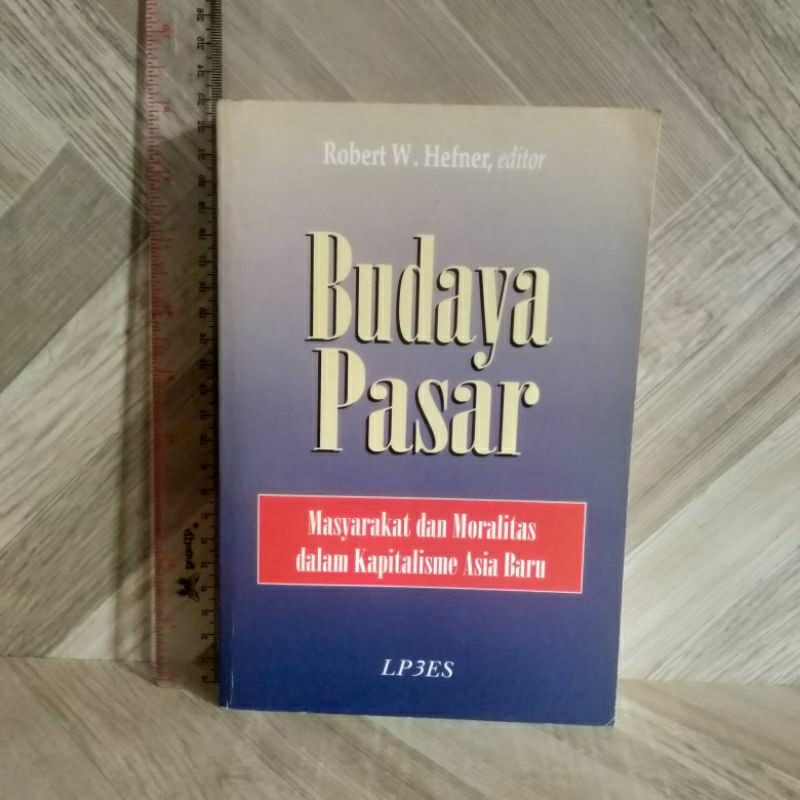 Robert W. Hefner, editor
Budaya
Pasar
Masyarakat dan Moralitas
dalam Kapitalisme Asia Baru
LP3ES